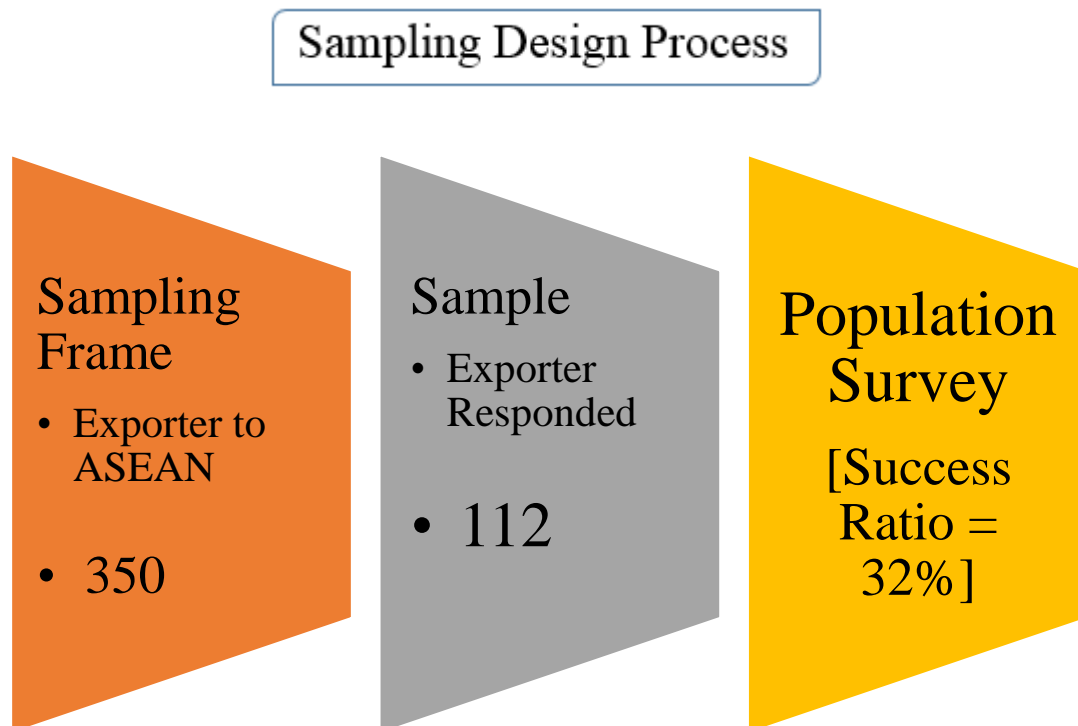 Sampling Design Process
Sampling
Frame
• Exporter to
ASEAN
• 350
Sample
• Exporter
Responded
• 112
Population
Survey
[Success
Ratio =
32%]